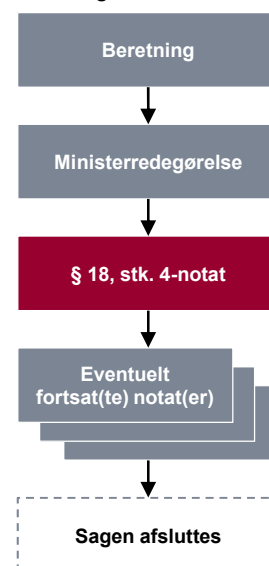 Beretning
Ministerredegørelse
§ 18, stk. 4-notat
Eventuelt
fortsat(te) notat(er)
Sagen afsluttes